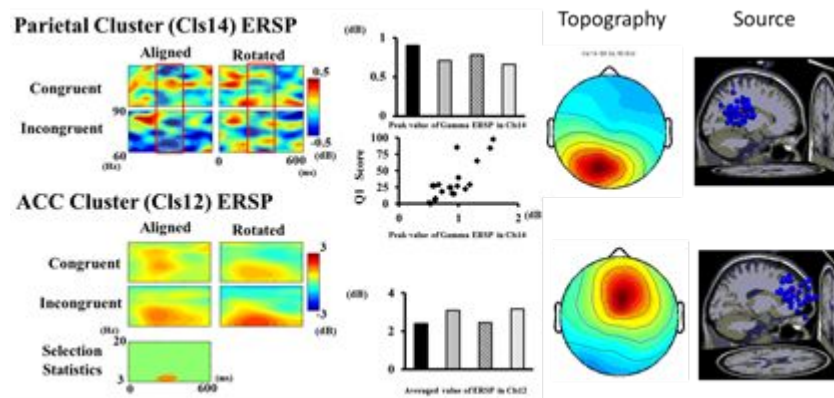 Parietal Cluster (Cls14) ERSP
Aligned Rotated
Congruent
Incongruent
90
60
(Hz)
0 600
(ms)
0.5
-0.5
(dB)
(dB)
1
0.5
0
Peak value of Gamma ERSP in Cls14
Q1 Score
100
50
0
0 1 2 (dB)
Peak value of Gamma ERSP in Cls14
Topography
Source
ACC Cluster (Cls12) ERSP
Aligned Rotated
Congruent
Incongruent
(Hz)
3
-3
(dB)
Selection
Statistics
20
3
0 600
(ms)
(dB)
4
2
0
Averaged value of ERSP in Cls12